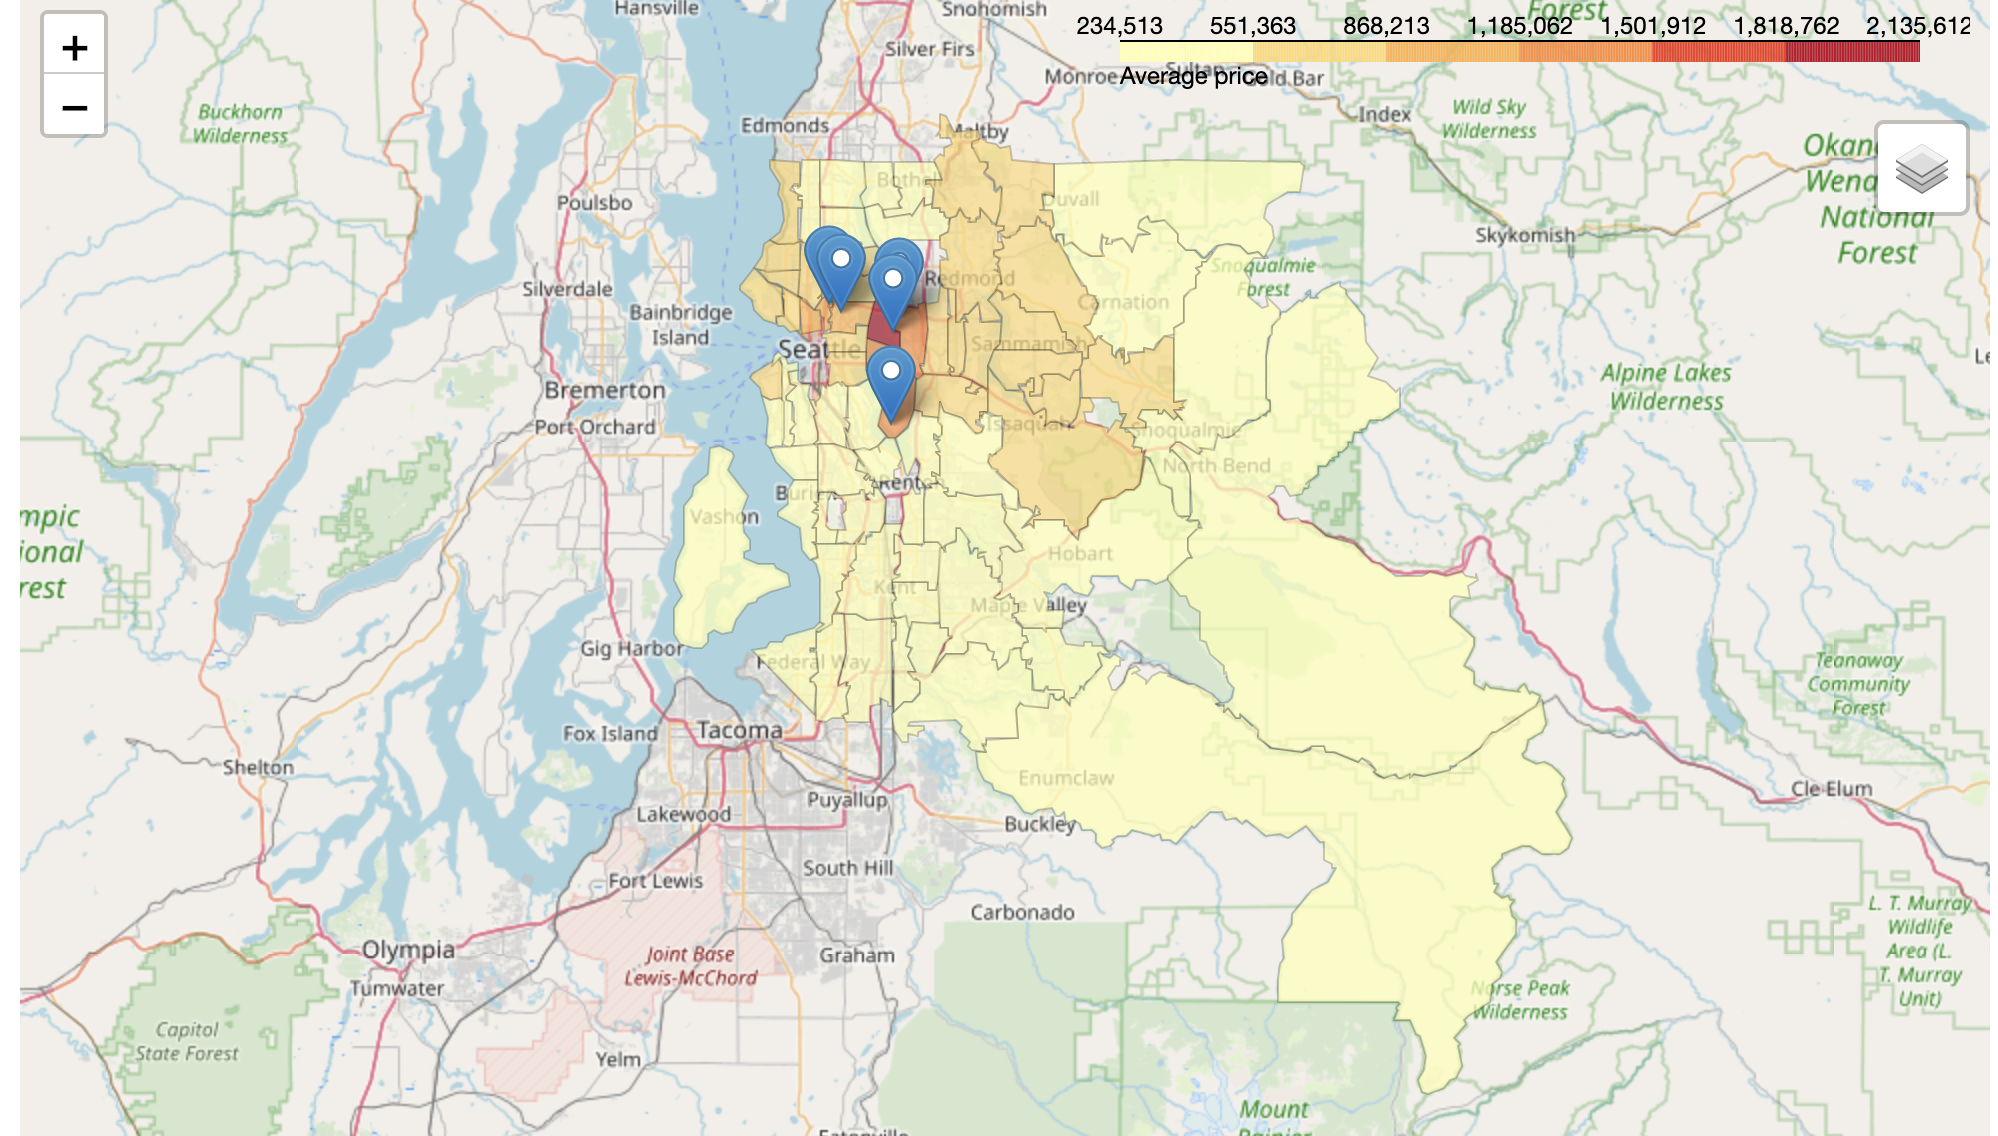 Hansville
Snohomish
Forest
234,513 551,363 868,213 1,185,062 1,501,912 1,818,762 2,135,612
Silver Firs
+
Monroe
Average price
Sultan
Gold Bar
−
Buckhorn
Wilderness
Edmonds
Maltby
Index
Wild Sky
Wilderness
Bothell
Duvall
Poulsbo
Okan
Wena
National
Forest
Skykomish
Silverdale
Redmond
Snoqualmie
Forest
Carnation
Bainbridge
Island
Seattle
Sammamish
Bremerton
Alpine Lakes
Wilderness
Le
Port Orchard
Issaquah
Snoqualmie
North Bend
Burien
Renton
Vashon
mpic
ional
rest
Hobart
Kent
Maple Valley
Gig Harbor
Federal Way
Teanaway
Community
Forest
Fox Island
Tacoma
Shelton
Enumclaw
Puyallup
Cle Elum
Lakewood
Buckley
South Hill
Fort Lewis
Carbonado
L. T. Murray
Wildlife
Area (L.
T. Murray
Unit)
Olympia
Joint Base
Lewis-McChord
Graham
Tumwater
Norse Peak
Wilderness
Capitol
State Forest
Yelm
Mount
Rainier
Eatonville